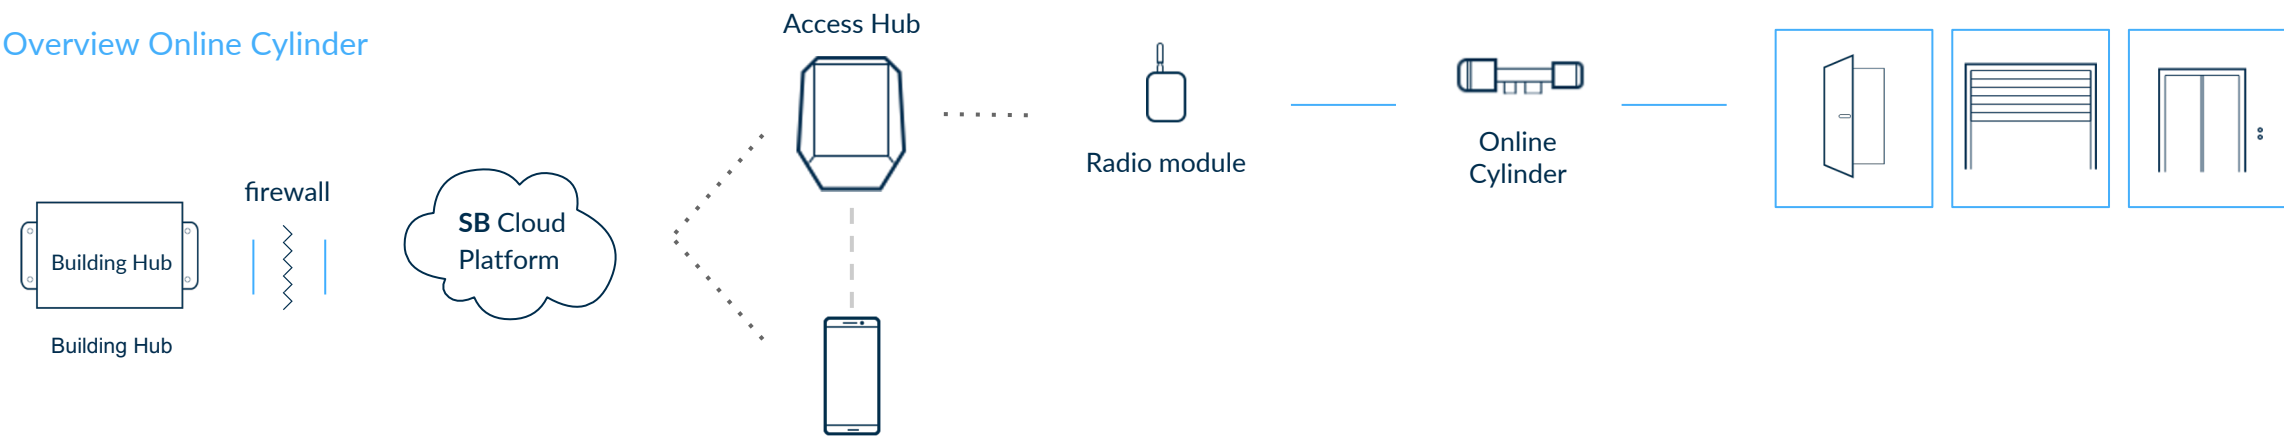 Overview Online Cylinder
Access Hub
Radio module
Online
Cylinder
firewall
SB Cloud
Platform
Building Hub
Building Hub